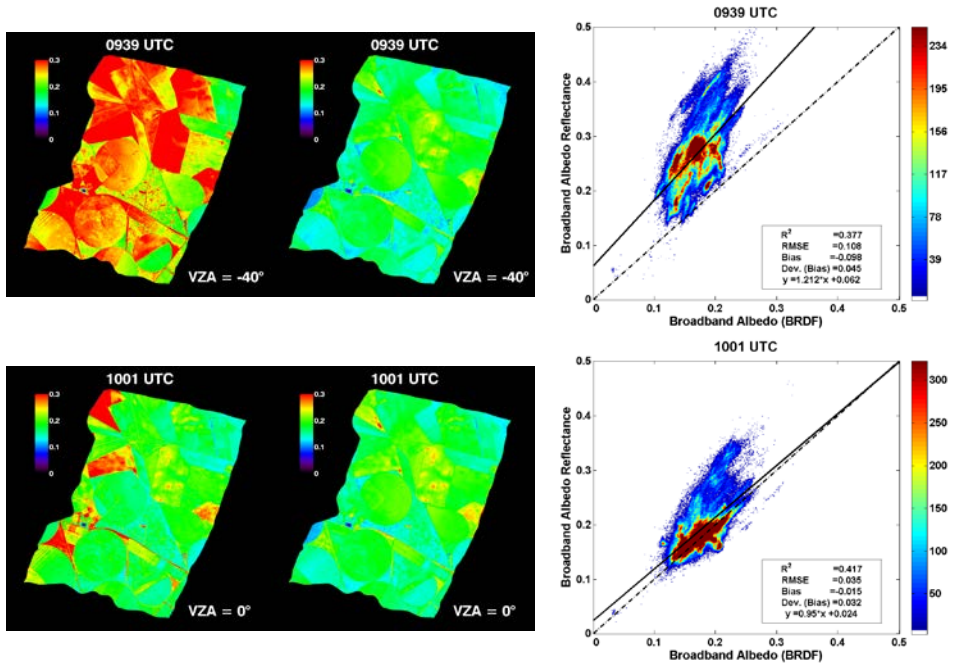 0939 UTC
0.3
0.2
0.1
0
VZA = -40°
0939 UTC
0.3
0.2
0.1
0
VZA = -40°
0939 UTC
Broadband Albedo Reflectance
0.5
0.4
0.3
0.2
0.1
0
0.1
0.2
0.3
0.4
0.5
Broadband Albedo (BRDF)
R² =0.377
RMSE =0.108
Bias =-0.098
Dev. (Bias) =0.045
y =1.212*x +0.062
234
195
156
117
78
39
1001 UTC
0.3
0.2
0.1
0
VZA = 0°
1001 UTC
0.3
0.2
0.1
0
VZA = 0°
1001 UTC
Broadband Albedo Reflectance
0.5
0.4
0.3
0.2
0.1
0
0.1
0.2
0.3
0.4
0.5
Broadband Albedo (BRDF)
R² =0.417
RMSE =0.035
Bias =-0.015
Dev. (Bias) =0.032
y =0.95*x +0.024
300
250
200
150
100
50